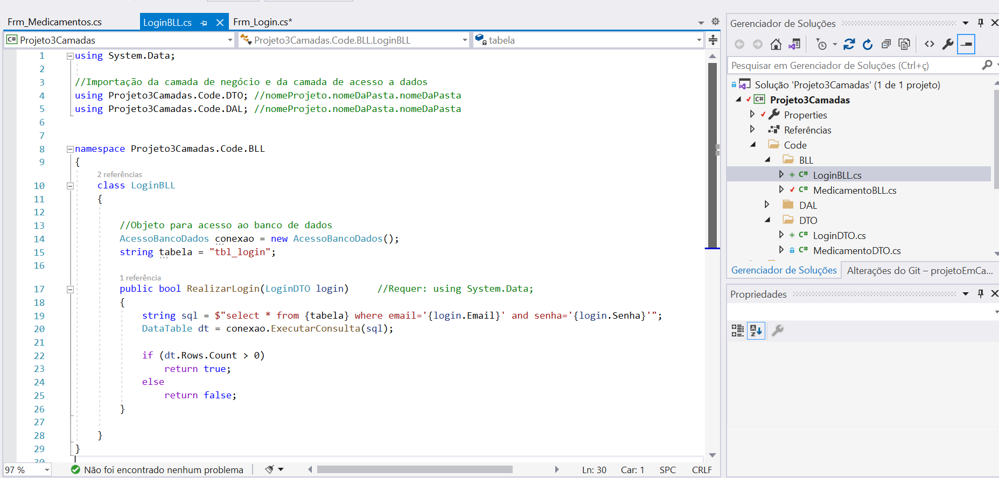 Frm_Medicamentos.cs
LoginBLL.cs
Frm_Login.cs*
C# Projeto3Camadas
Projeto3Camadas.Code.BLL.LoginBLL
tabela
1 using System.Data;
2
3 //Importação da camada de negócio e da camada de acesso a dados
4 using Projeto3Camadas.Code.DTO; //nomeProjeto.nomeDaPasta.nomeDaPasta
5 using Projeto3Camadas.Code.DAL; //nomeProjeto.nomeDaPasta.nomeDaPasta
6
7
8 namespace Projeto3Camadas.Code.BLL
9 {
2 referências
10 class LoginBLL
11 {
12
13 //Objeto para acesso ao banco de dados
14 AcessoBancoDados conexao = new AcessoBancoDados();
15 string tabela = "tbl_login";
16
1 referência
17 public bool RealizarLogin(LoginDTO login) //Requer: using System.Data;
18 {
19 string sql = $"select * from {tabela} where email='{login.Email}' and senha='{login.Senha}'";
20 DataTable dt = conexao.ExecutarConsulta(sql);
21
22 if (dt.Rows.Count > 0)
23 return true;
24 else
25 return false;
26 }
27
28 }
29 }
30
97 %
Não foi encontrado nenhum problema
Ln: 30 Car: 1 SPC CRLF
Gerenciador de Soluções
Pesquisar em Gerenciador de Soluções (Ctrl+ç)
Solução 'Projeto3Camadas' (1 de 1 projeto)
C# Projeto3Camadas
Properties
Referências
Code
BLL
C# LoginBLL.cs
C# MedicamentoBLL.cs
DAL
DTO
C# LoginDTO.cs
C# MedicamentoDTO.cs
Gerenciador de Soluções
Alterações do Git – projetoEmCa...
Propriedades